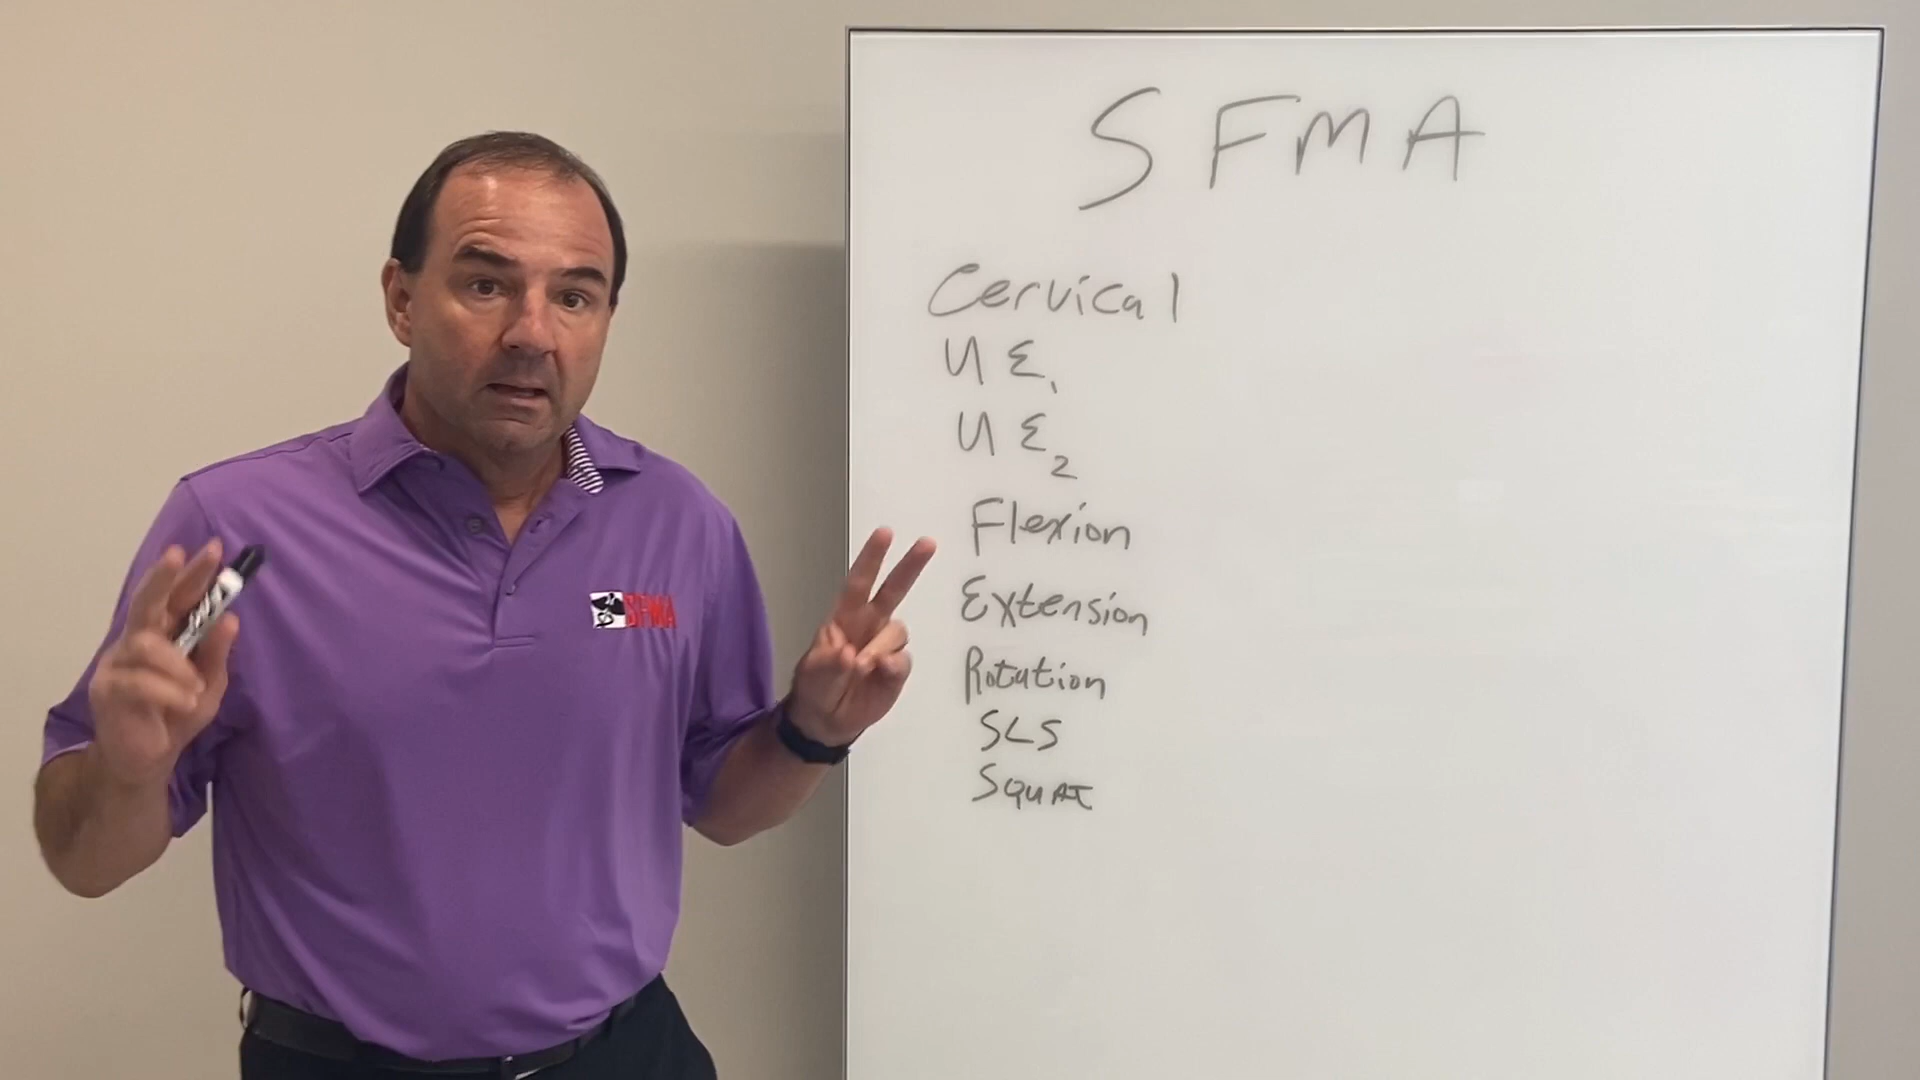 SFMA
Cervical
UE1
UE2
Flexion
Extension
Rotation
SLS
SQUAT
SFMA